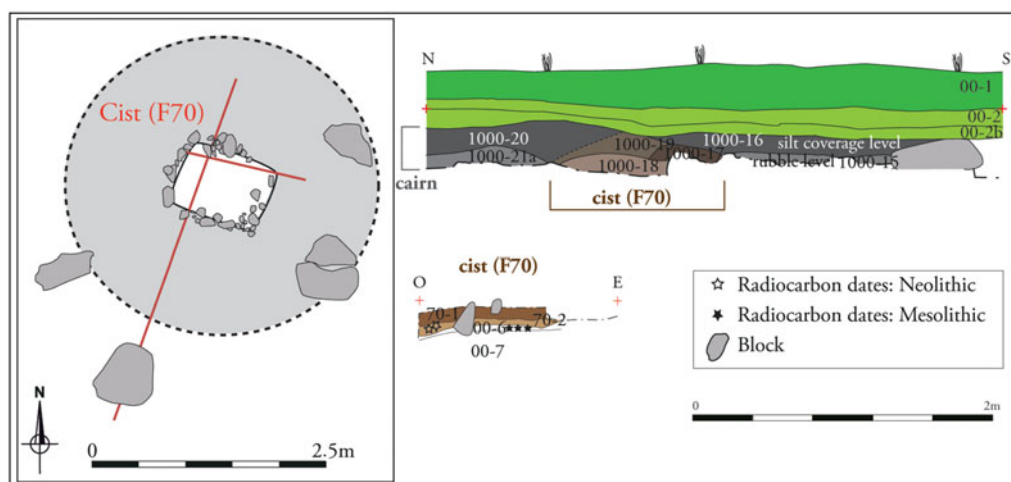 Cist (F70)
N
0
2.5m
N
S
00-1
00-2
00-2b
1000-20
1000-19
1000-16
silt coverage level
1000-21a
1000-18
1000-17
rubble level
1000-15
cairn
cist (F70)
cist (F70)
O
E
70-1
00-6
70-2
00-7
Radiocarbon dates: Neolithic
Radiocarbon dates: Mesolithic
Block
0
2m